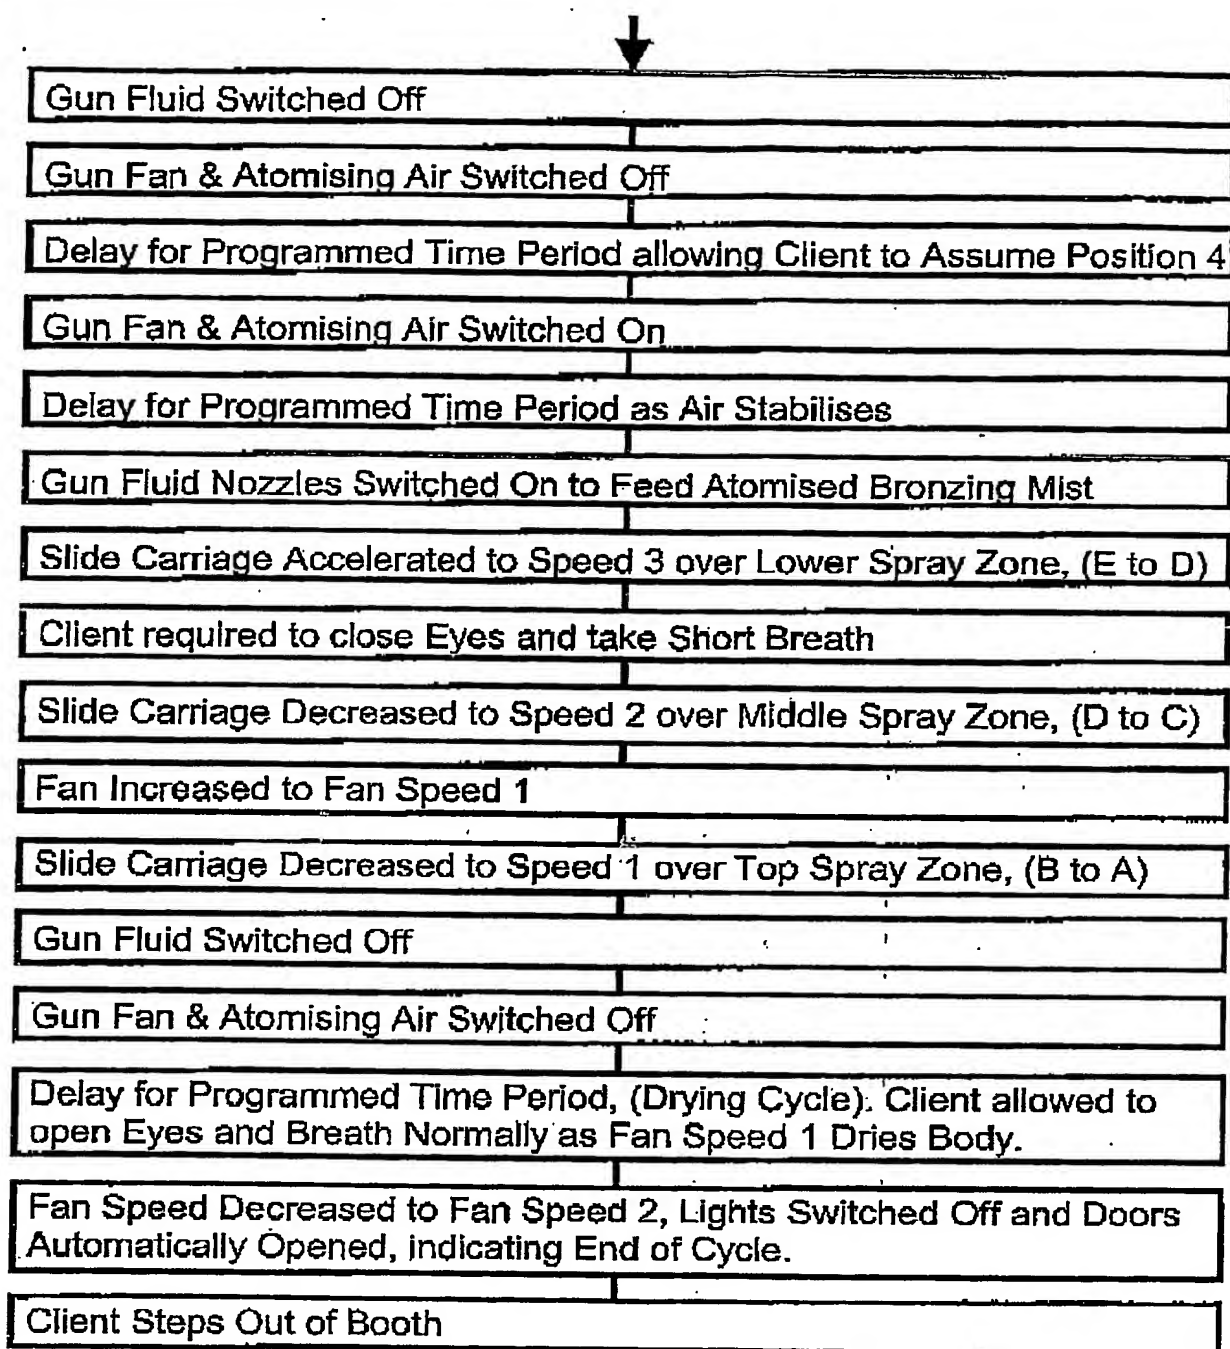 Gun Fluid Switched Off
Gun Fan & Atomising Air Switched Off
Delay for Programmed Time Period allowing Client to Assume Position 4
Gun Fan & Atomising Air Switched On
Delay for Programmed Time Period as Air Stabilises
Gun Fluid Nozzles Switched On to Feed Atomised Bronzing Mist
Slide Carriage Accelerated to Speed 3 over Lower Spray Zone, (E to D)
Client required to close Eyes and take Short Breath
Slide Carriage Decreased to Speed 2 over Middle Spray Zone, (D to C)
Fan Increased to Fan Speed 1
Slide Carriage Decreased to Speed 1 over Top Spray Zone, (B to A)
Gun Fluid Switched Off
Gun Fan & Atomising Air Switched Off
Delay for Programmed Time Period, (Drying Cycle). Client allowed to
open Eyes and Breath Normally as Fan Speed 1 Dries Body.
Fan Speed Decreased to Fan Speed 2, Lights Switched Off and Doors
Automatically Opened, indicating End of Cycle.
Client Steps Out of Booth